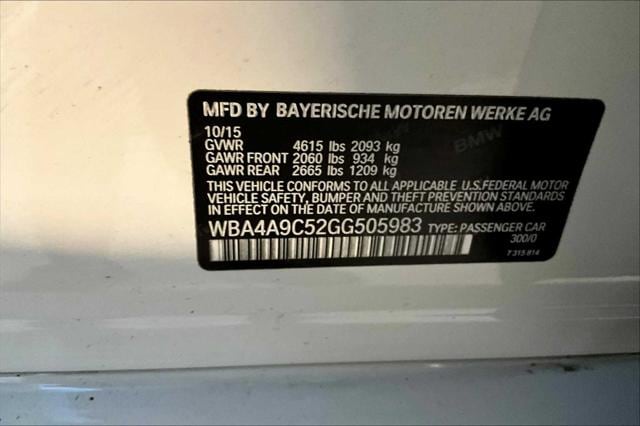 MFD BY BAYERISCHE MOTOREN WERKE AG
10/15
GVWR 4615 lbs 2093 kg
GAWR FRONT 2060 lbs 934 kg
GAWR REAR 2665 lbs 1209 kg
THIS VEHICLE CONFORMS TO ALL APPLICABLE U.S.FEDERAL MOTOR
VEHICLE SAFETY, BUMPER AND THEFT PREVENTION STANDARDS
IN EFFECT ON THE DATE OF MANUFACTURE SHOWN ABOVE.
WBA4A9C52GG505983 TYPE: PASSENGER CAR
300/0
7 315 814
BMW